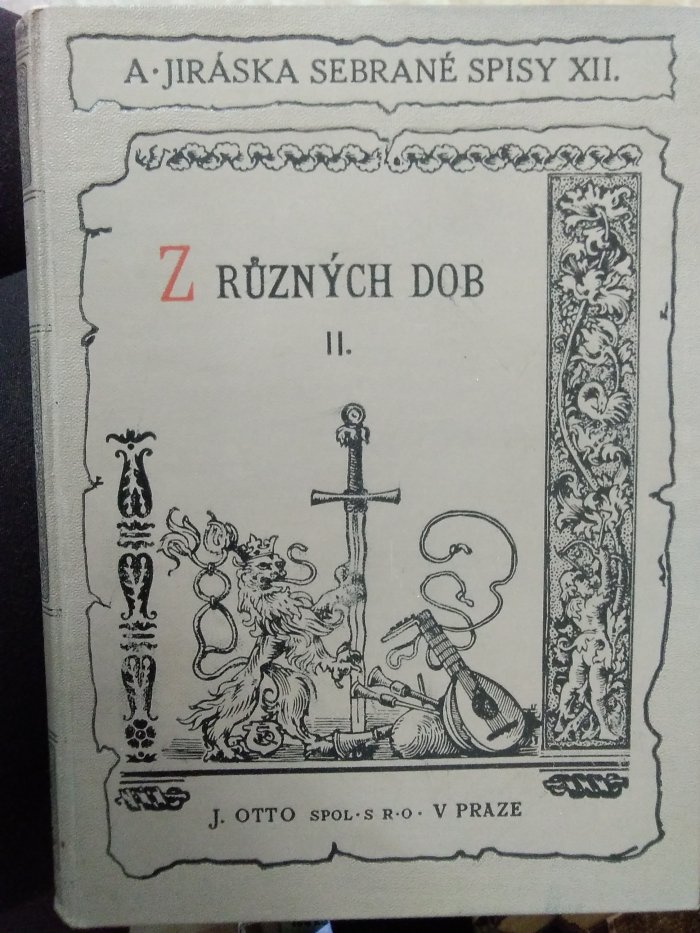 A·JIRÁSKA SEBRANÉ SPISY XII.
Z RŮZNÝCH DOB
II.
J. OTTO SPOL·S R·O· V PRAZE